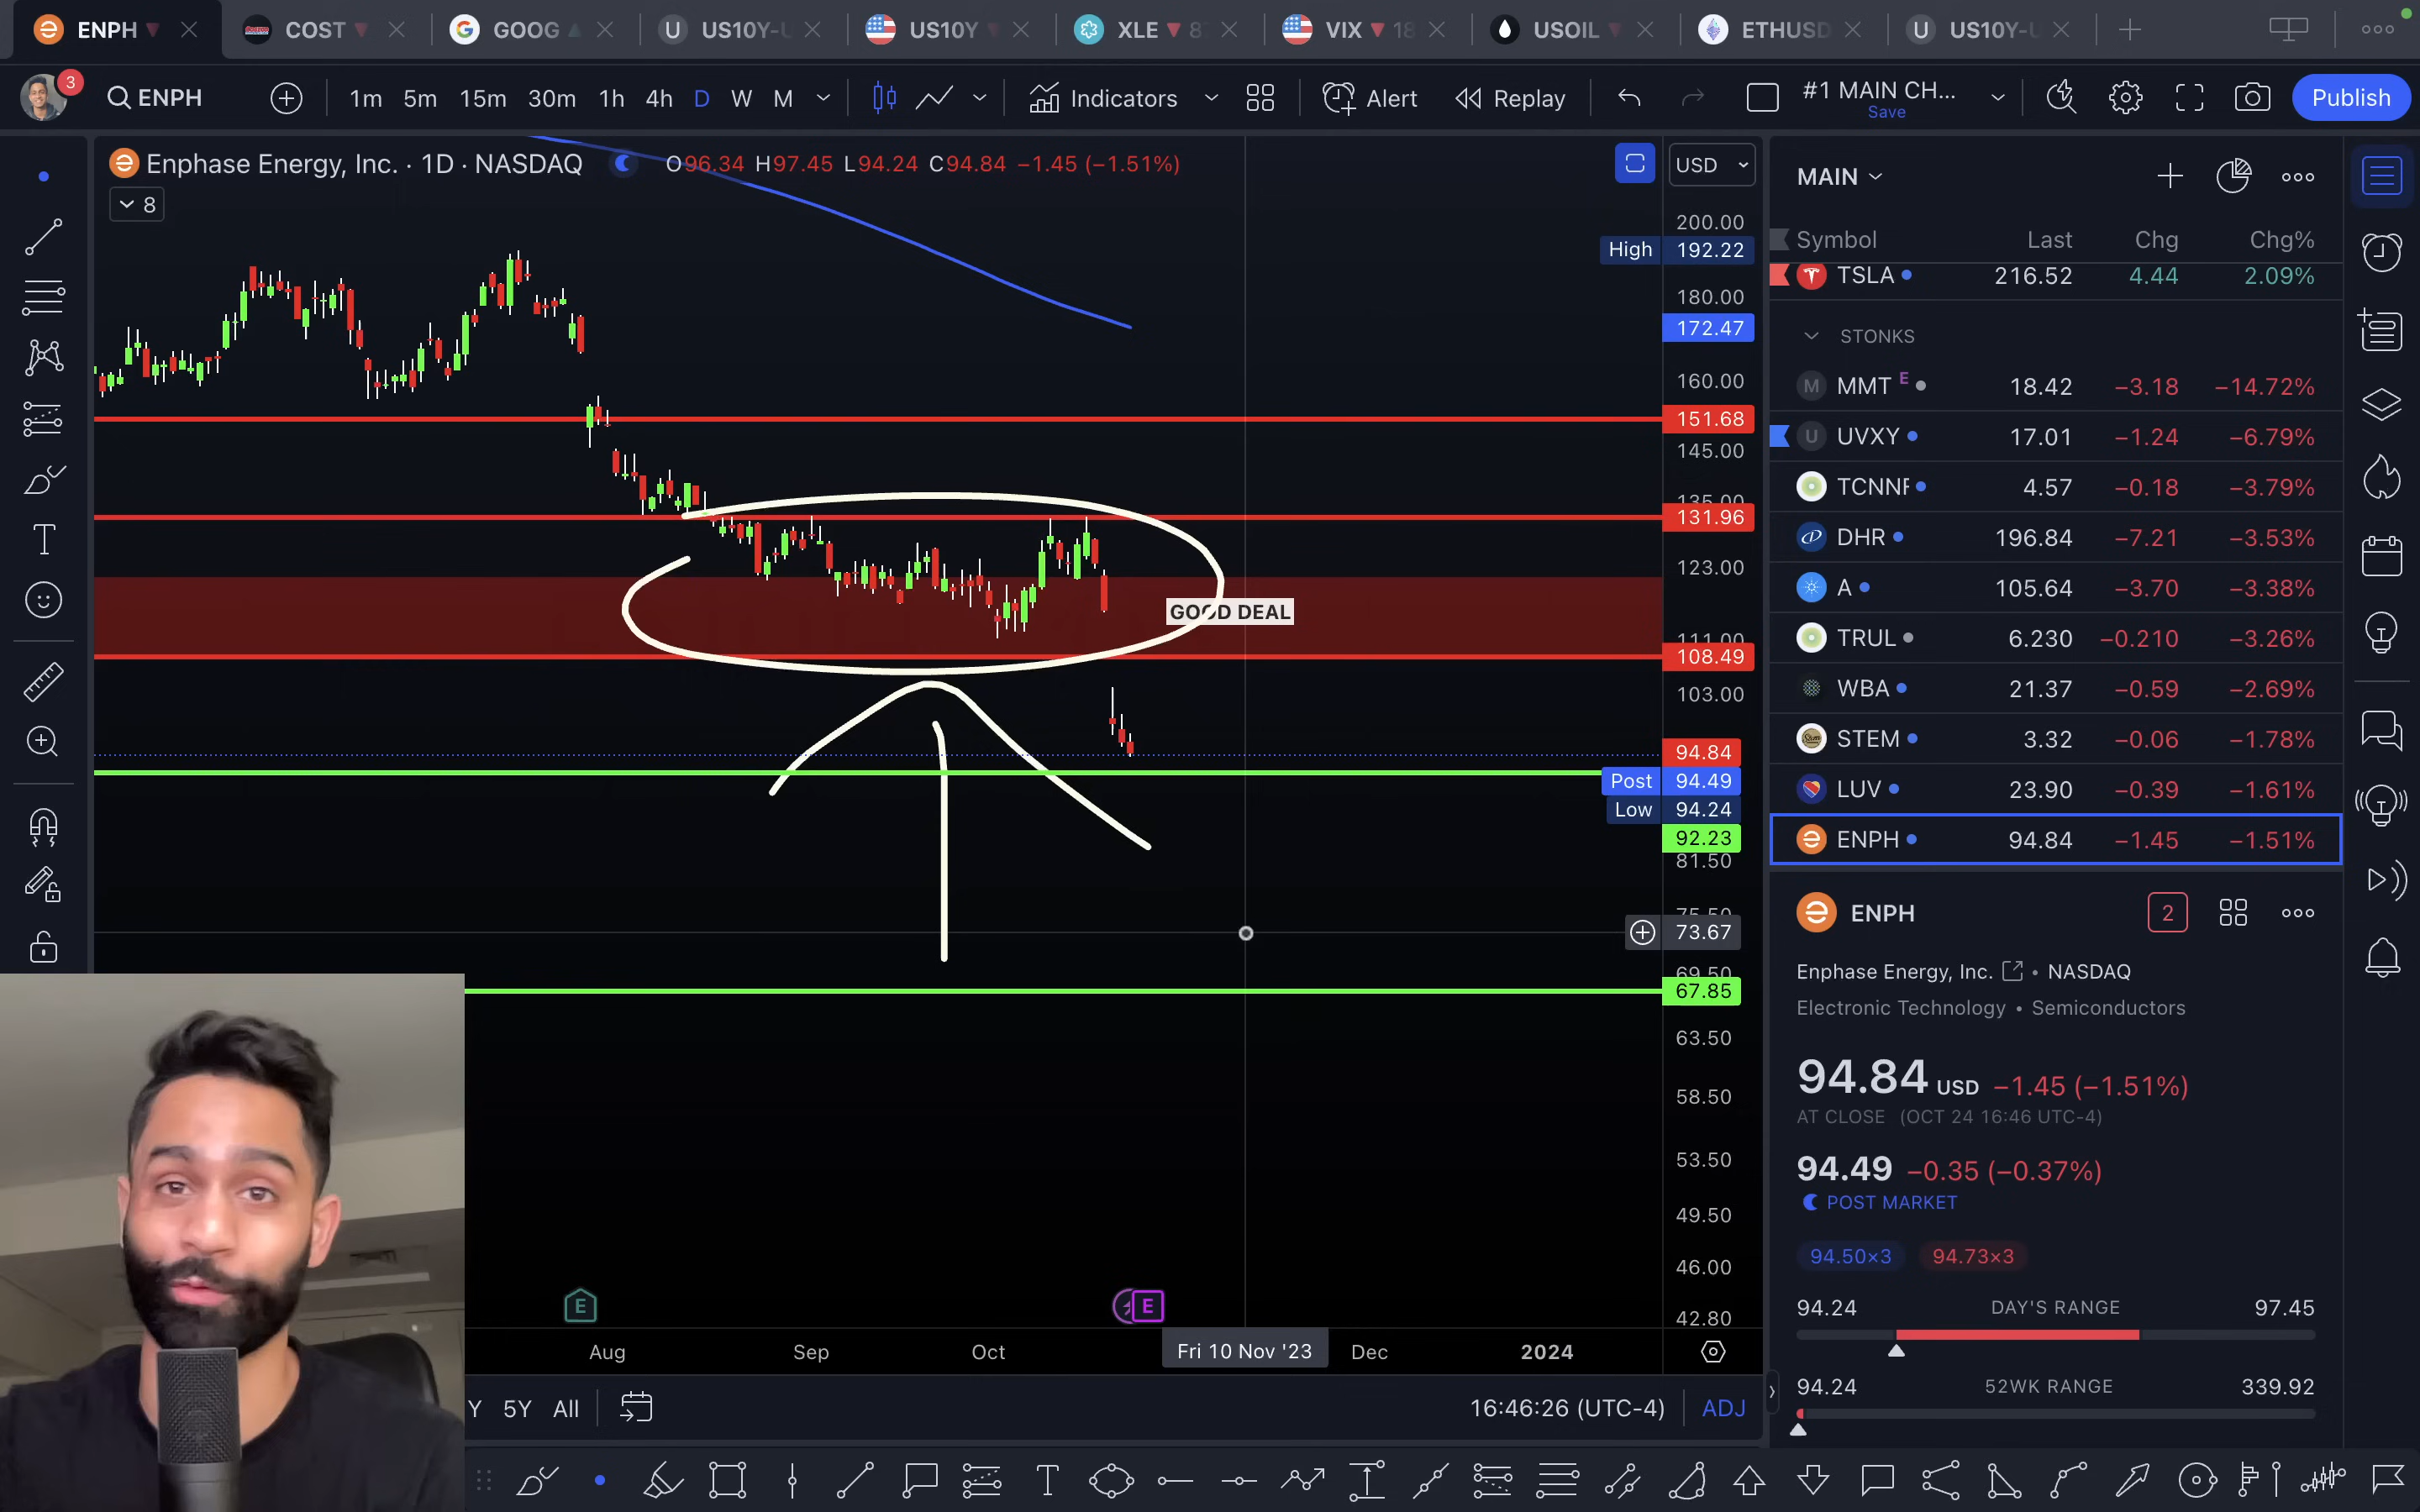 ENPH
COST
GOOG
US10Y-U
US10Y
XLE 8
VIX 18
USOIL
ETHUSD
U US10Y-U
3
ENPH
1m 5m 15m 30m 1h 4h D W M
Indicators
Alert
Replay
#1 MAIN CH...
Save
Publish
Enphase Energy, Inc. · 1D · NASDAQ
O96.34 H97.45 L94.24 C94.84 −1.45 (−1.51%)
8
USD
200.00
High 192.22
180.00
172.47
160.00
151.68
145.00
135.00
131.96
123.00
GOOD DEAL
111.00
108.49
103.00
94.84
Post 94.49
Low 94.24
92.23
81.50
75.50
73.67
69.50
67.85
63.50
58.50
53.50
49.50
46.00
42.80
E
E
Aug Sep Oct Fri 10 Nov '23 Dec 2024
Y 5Y All
16:46:26 (UTC-4) ADJ
MAIN
Symbol Last Chg Chg%
TSLA 216.52 4.44 2.09%
STONKS
M MMT E 18.42 −3.18 −14.72%
U UVXY 17.01 −1.24 −6.79%
TCNNF 4.57 −0.18 −3.79%
DHR 196.84 −7.21 −3.53%
A 105.64 −3.70 −3.38%
TRUL 6.230 −0.210 −3.26%
WBA 21.37 −0.59 −2.69%
STEM 3.32 −0.06 −1.78%
LUV 23.90 −0.39 −1.61%
ENPH 94.84 −1.45 −1.51%
ENPH
2
Enphase Energy, Inc. • NASDAQ
Electronic Technology • Semiconductors
94.84 USD −1.45 (−1.51%)
AT CLOSE (OCT 24 16:46 UTC-4)
94.49 −0.35 (−0.37%)
POST MARKET
94.50×3 94.73×3
94.24 DAY'S RANGE 97.45
94.24 52WK RANGE 339.92